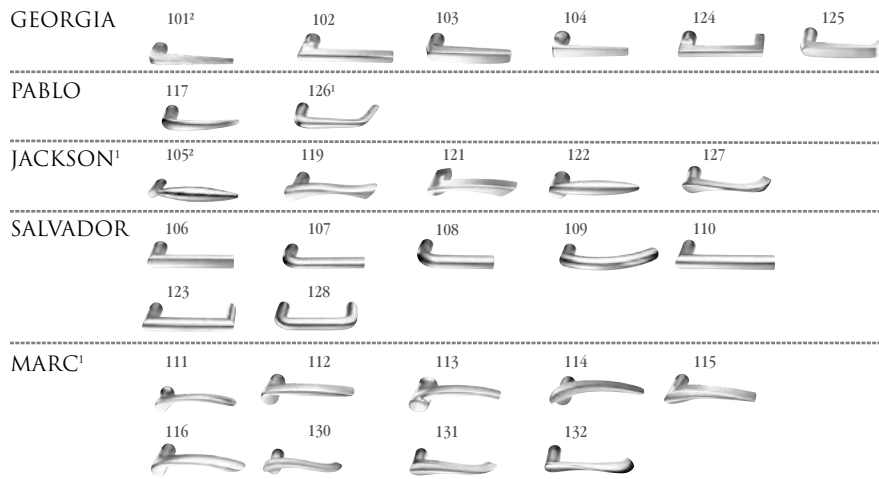 GEORGIA 101² 102 103 104 124 125
PABLO 117 126¹
JACKSON¹ 105² 119 121 122 127
SALVADOR 106 107 108 109 110
123 128
MARC¹ 111 112 113 114 115
116 130 131 132